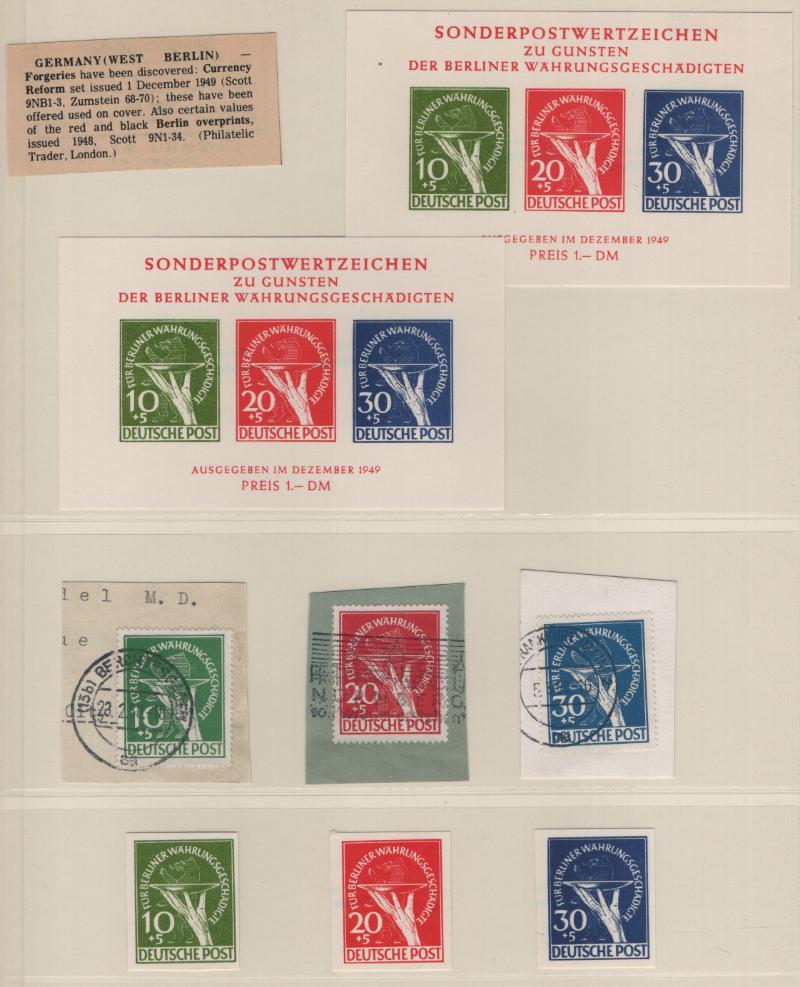 GERMANY(WEST BERLIN) —
Forgeries have been discovered: Currency
Reform set issued 1 December 1949 (Scott
9NB1-3, Zumstein 68-70); these have been
offered used on cover. Also certain values
of the red and black Berlin overprints,
issued 1948, Scott 9N1-34. (Philatelic
Trader, London.)
SONDERPOSTWERTZEICHEN
ZU GUNSTEN
DER BERLINER WÄHRUNGSGESCHÄDIGTEN
FÜR BERLINER WÄHRUNGSGESCHÄDIGTE
10
+5
DEUTSCHE POST
FÜR BERLINER WÄHRUNGSGESCHÄDIGTE
20
+5
DEUTSCHE POST
FÜR BERLINER WÄHRUNGSGESCHÄDIGTE
30
+5
DEUTSCHE POST
AUSGEGEBEN IM DEZEMBER 1949
PREIS 1.— DM
SONDERPOSTWERTZEICHEN
ZU GUNSTEN
DER BERLINER WÄHRUNGSGESCHÄDIGTEN
FÜR BERLINER WÄHRUNGSGESCHÄDIGTE
10
+5
DEUTSCHE POST
FÜR BERLINER WÄHRUNGSGESCHÄDIGTE
20
+5
DEUTSCHE POST
FÜR BERLINER WÄHRUNGSGESCHÄDIGTE
30
+5
DEUTSCHE POST
AUSGEGEBEN IM DEZEMBER 1949
PREIS 1.— DM
iel M. D.
ue
(13b)
23.2
aa
FÜR BERLINER WÄHRUNGSGESCHÄDIGTE
10
+5
DEUTSCHE POST
FÜR BERLINER WÄHRUNGSGESCHÄDIGTE
20
+5
DEUTSCHE POST
FÜR BERLINER WÄHRUNGSGESCHÄDIGTE
30
+5
DEUTSCHE POST
FÜR BERLINER WÄHRUNGSGESCHÄDIGTE
10
+5
DEUTSCHE POST
FÜR BERLINER WÄHRUNGSGESCHÄDIGTE
20
+5
DEUTSCHE POST
FÜR BERLINER WÄHRUNGSGESCHÄDIGTE
30
+5
DEUTSCHE POST